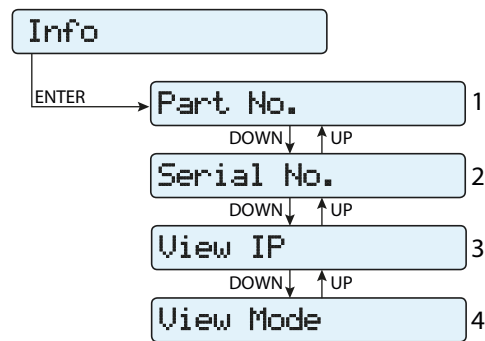 Info
ENTER
Part No. 1
DOWN UP
Serial No. 2
DOWN UP
View IP 3
DOWN UP
View Mode 4